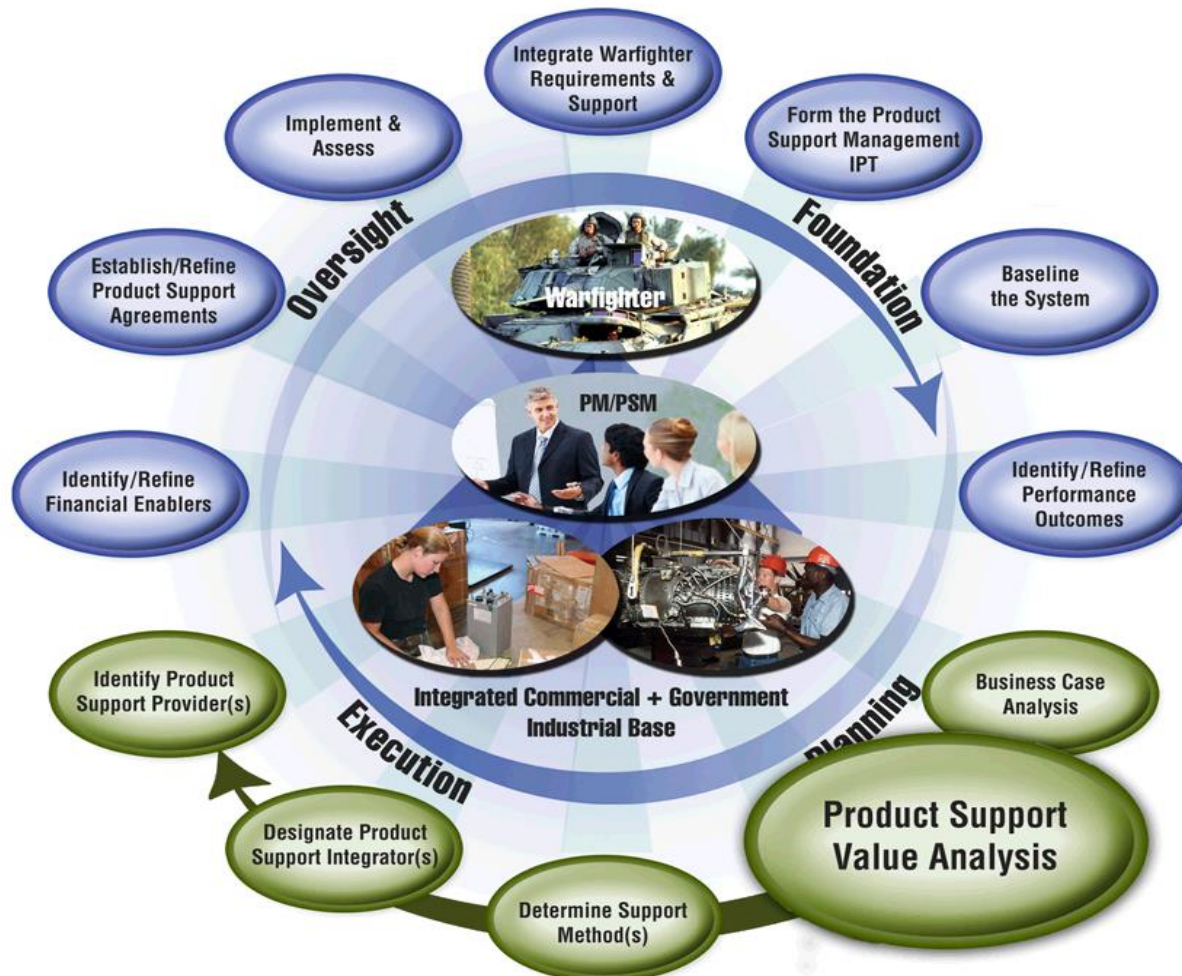 Integrate Warfighter
Requirements &
Support
Implement &
Assess
Form the Product
Support Management
IPT
Oversight
Foundation
Establish/Refine
Product Support
Agreements
Warfighter
Baseline
the System
PM/PSM
Identify/Refine
Financial Enablers
Identify/Refine
Performance
Outcomes
Identify Product
Support Provider(s)
Integrated Commercial + Government
Industrial Base
Business Case
Analysis
Execution
Planning
Product Support
Value Analysis
Designate Product
Support Integrator(s)
Determine Support
Method(s)